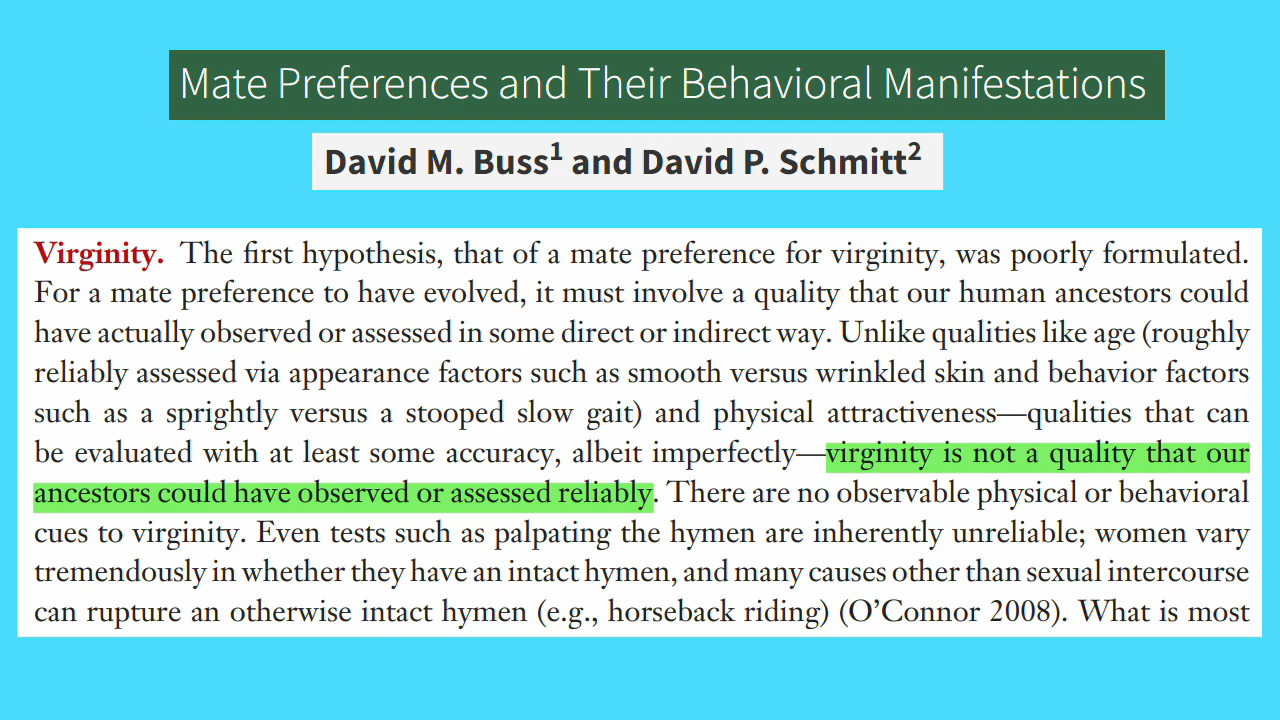 Mate Preferences and Their Behavioral Manifestations
David M. Buss1 and David P. Schmitt2
Virginity. The first hypothesis, that of a mate preference for virginity, was poorly formulated.
For a mate preference to have evolved, it must involve a quality that our human ancestors could
have actually observed or assessed in some direct or indirect way. Unlike qualities like age (roughly
reliably assessed via appearance factors such as smooth versus wrinkled skin and behavior factors
such as a sprightly versus a stooped slow gait) and physical attractiveness—qualities that can
be evaluated with at least some accuracy, albeit imperfectly—virginity is not a quality that our
ancestors could have observed or assessed reliably. There are no observable physical or behavioral
cues to virginity. Even tests such as palpating the hymen are inherently unreliable; women vary
tremendously in whether they have an intact hymen, and many causes other than sexual intercourse
can rupture an otherwise intact hymen (e.g., horseback riding) (O’Connor 2008). What is most